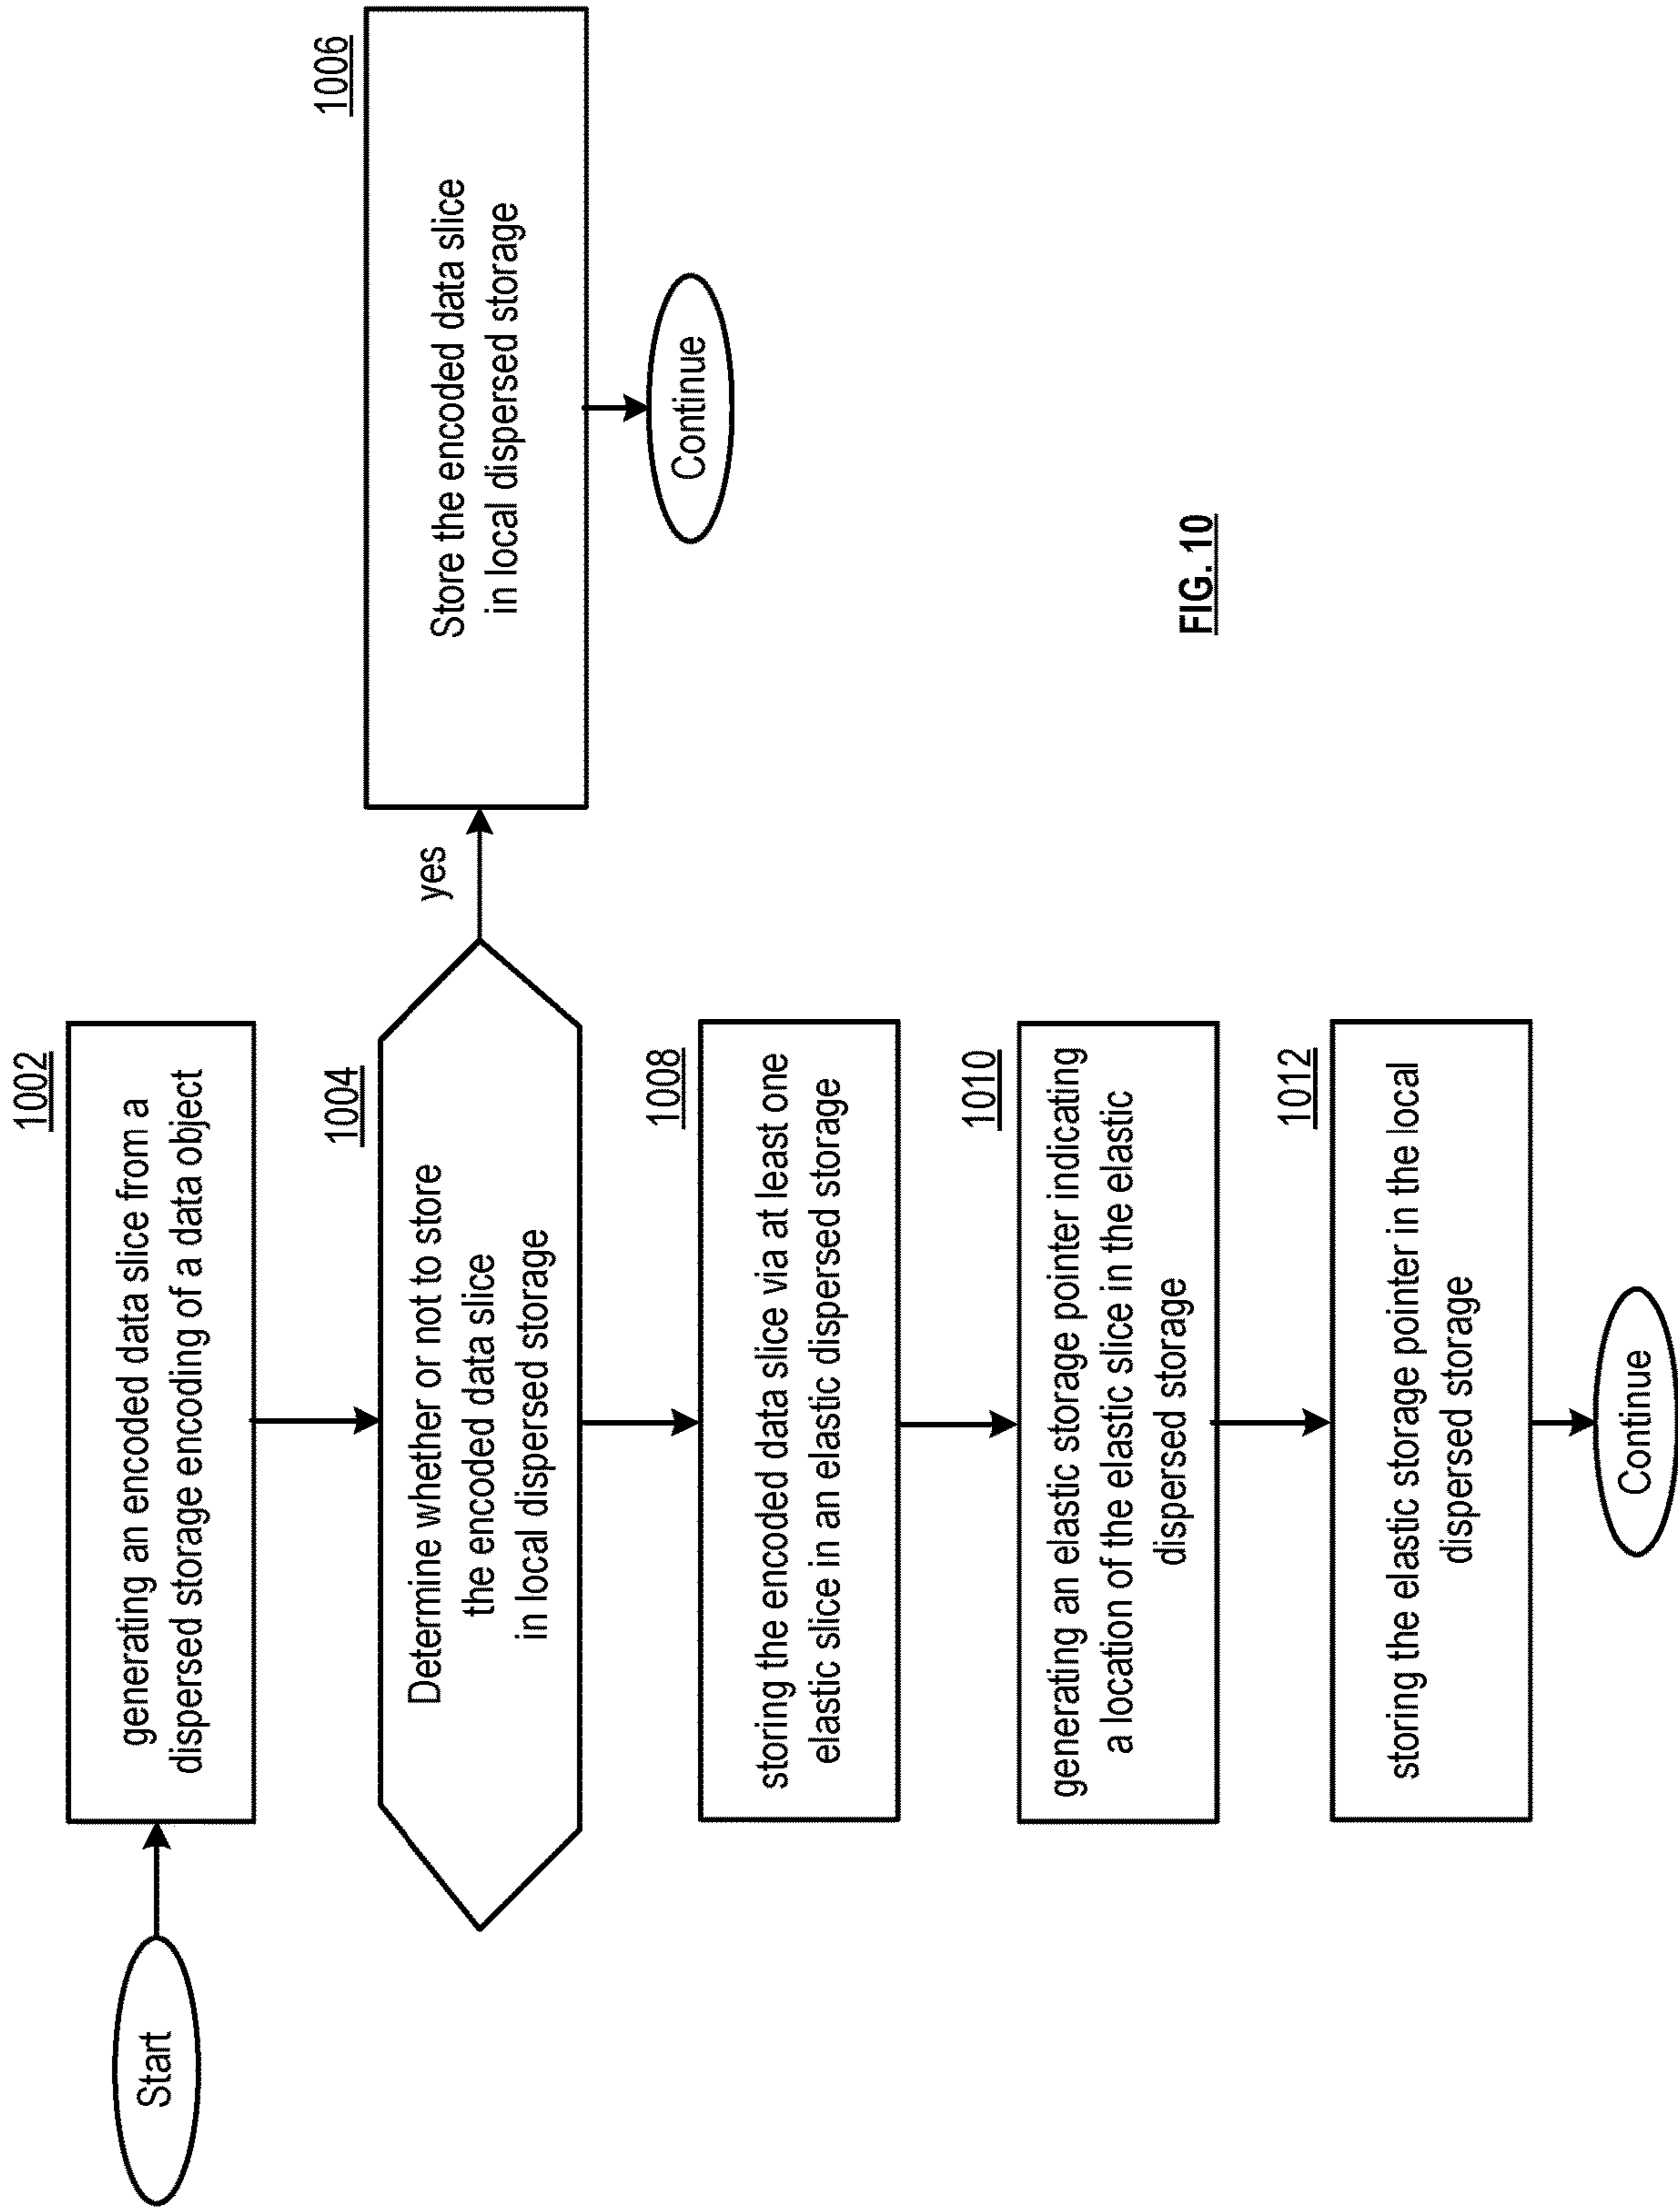 Start
1002
generating an encoded data slice from a
dispersed storage encoding of a data object
1004
Determine whether or not to store
the encoded data slice
in local dispersed storage
yes
1006
Store the encoded data slice
in local dispersed storage
Continue
1008
storing the encoded data slice via at least one
elastic slice in an elastic dispersed storage
1010
generating an elastic storage pointer indicating
a location of the elastic slice in the elastic
dispersed storage
1012
storing the elastic storage pointer in the local
dispersed storage
Continue
FIG. 10